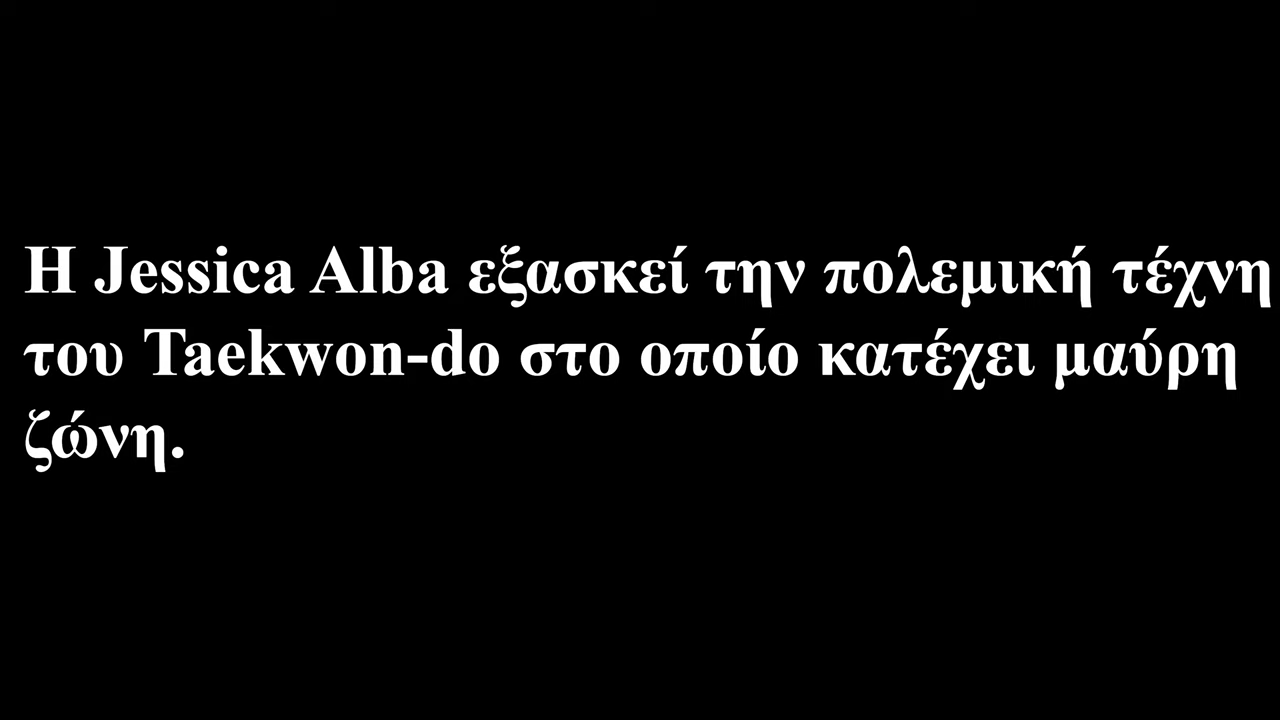 Η Jessica Alba εξασκεί την πολεμική τέχνη
του Taekwon-do στο οποίο κατέχει μαύρη
ζώνη.